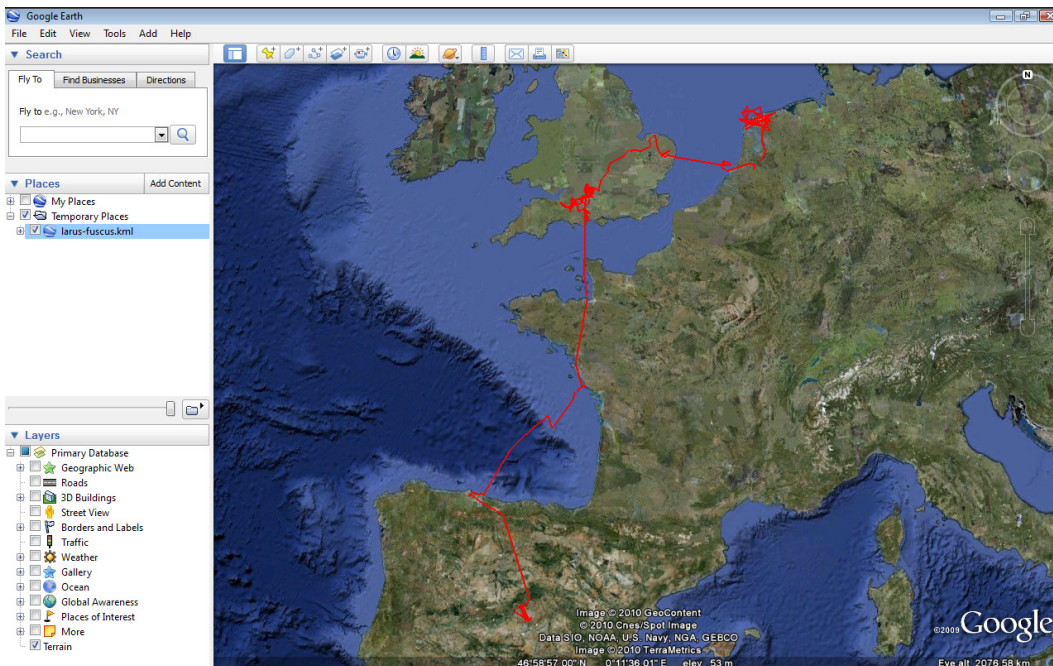 Google Earth
File Edit View Tools Add Help
Search
Fly To Find Businesses Directions
Fly to e.g., New York, NY
Places Add Content
My Places
Temporary Places
larus-fuscus.kml
Layers
Primary Database
Geographic Web
Roads
3D Buildings
Street View
Borders and Labels
Traffic
Weather
Gallery
Ocean
Global Awareness
Places of Interest
More
Terrain
N
Image © 2010 GeoContent
© 2010 Cnes/Spot Image
Data SIO, NOAA, U.S. Navy, NGA, GEBCO
Image © 2010 TerraMetrics
©2009 Google
46°58'57.00" N 0°11'36.01" E elev 53 m
Eye alt 2076.58 km